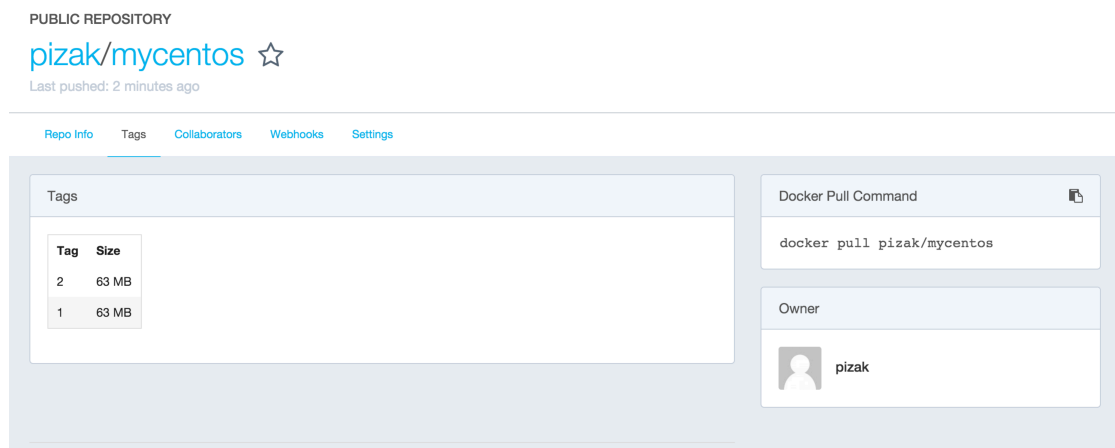 PUBLIC REPOSITORY
pizak/mycentos
Last pushed: 2 minutes ago
Repo Info Tags Collaborators Webhooks Settings
Tags
Tag Size
2 63 MB
1 63 MB
Docker Pull Command
docker pull pizak/mycentos
Owner
pizak